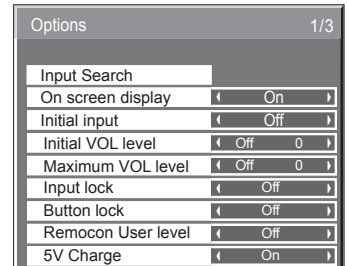 Options 1/3
Input Search
On screen display On
Initial input Off
Initial VOL level Off 0
Maximum VOL level Off 0
Input lock Off
Button lock Off
Remocon User level Off
5V Charge On